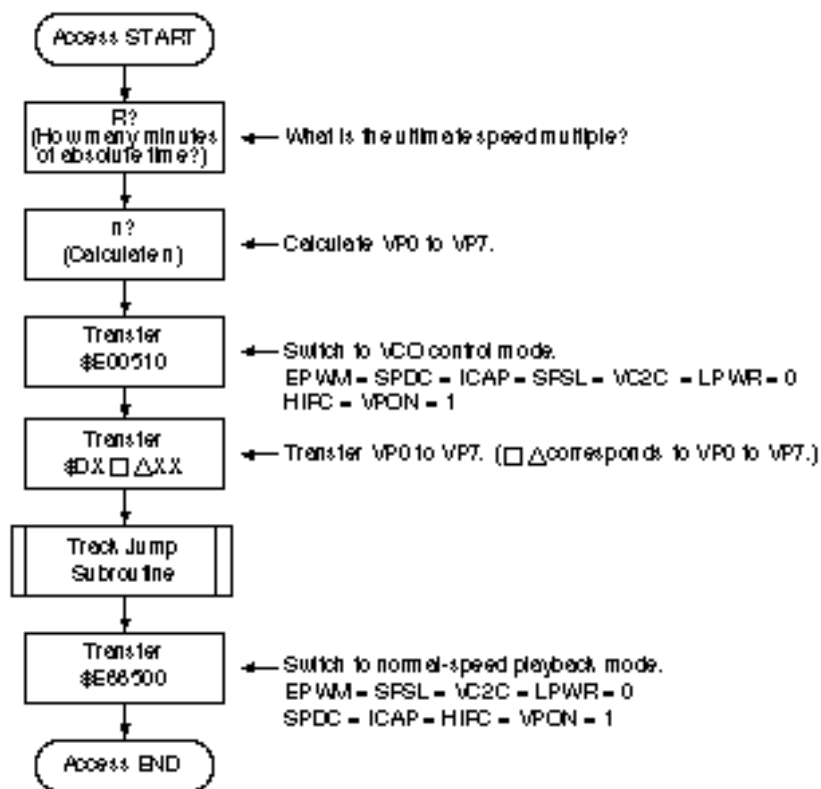 Access START
R?
(How many minutes
of absolute time?)
What is the ultimate speed multiple?
n?
(Calculate n)
Calculate VP0 to VP7.
Transfer
$E00510
Switch to VCO control mode.
EPWM = SPDC = ICAP = SFSL = VC2C = LPWR = 0
HIFC = VPON = 1
Transfer
$DX□△XX
Transfer VP0 to VP7. (□△corresponds to VP0 to VP7.)
Track Jump
Subroutine
Transfer
$E66500
Switch to normal-speed playback mode.
EPWM = SFSL = VC2C = LPWR = 0
SPDC = ICAP = HIFC = VPON = 1
Access END